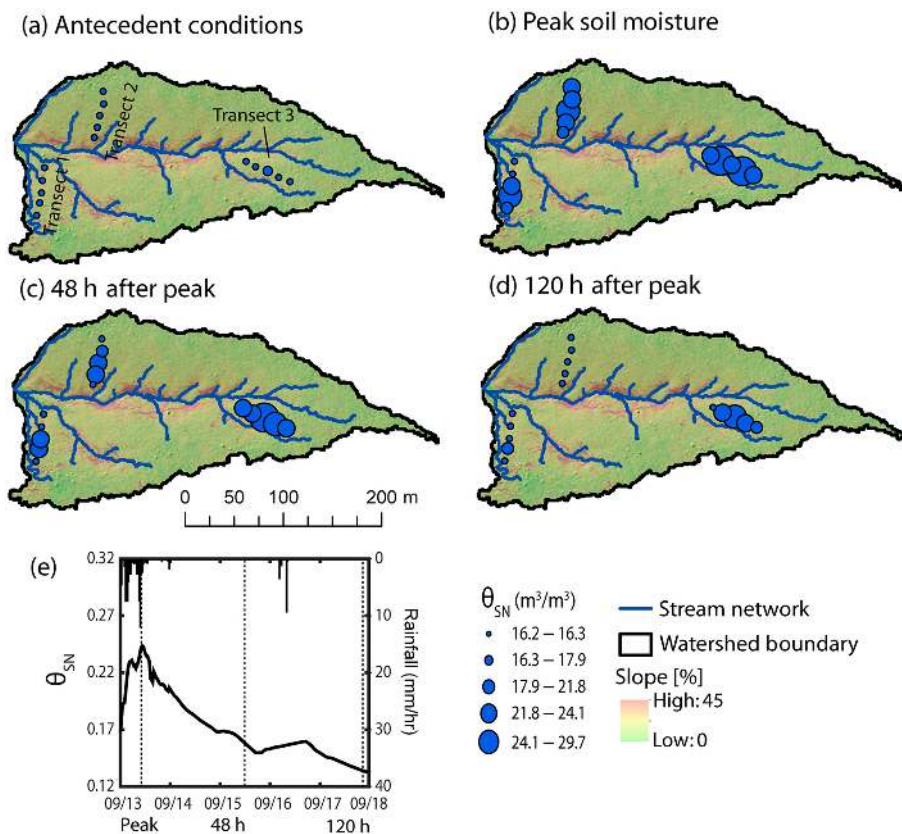 (a) Antecedent conditions
Transect 1
Transect 2
Transect 3
(b) Peak soil moisture
(c) 48 h after peak
(d) 120 h after peak
0 60 100 200 m
(e)
0.32
0.27
0.22
0.17
0.12
θSN
0
10
20
30
40
Rainfall (mm/hr)
09/13 09/14 09/15 09/16 09/17 09/18
Peak 48 h 120 h
θSN (m³/m³)
16.2 – 16.3
16.3 – 17.9
17.9 – 21.8
21.8 – 24.1
24.1 – 29.7
Stream network
Watershed boundary
Slope [%]
High: 45
Low: 0